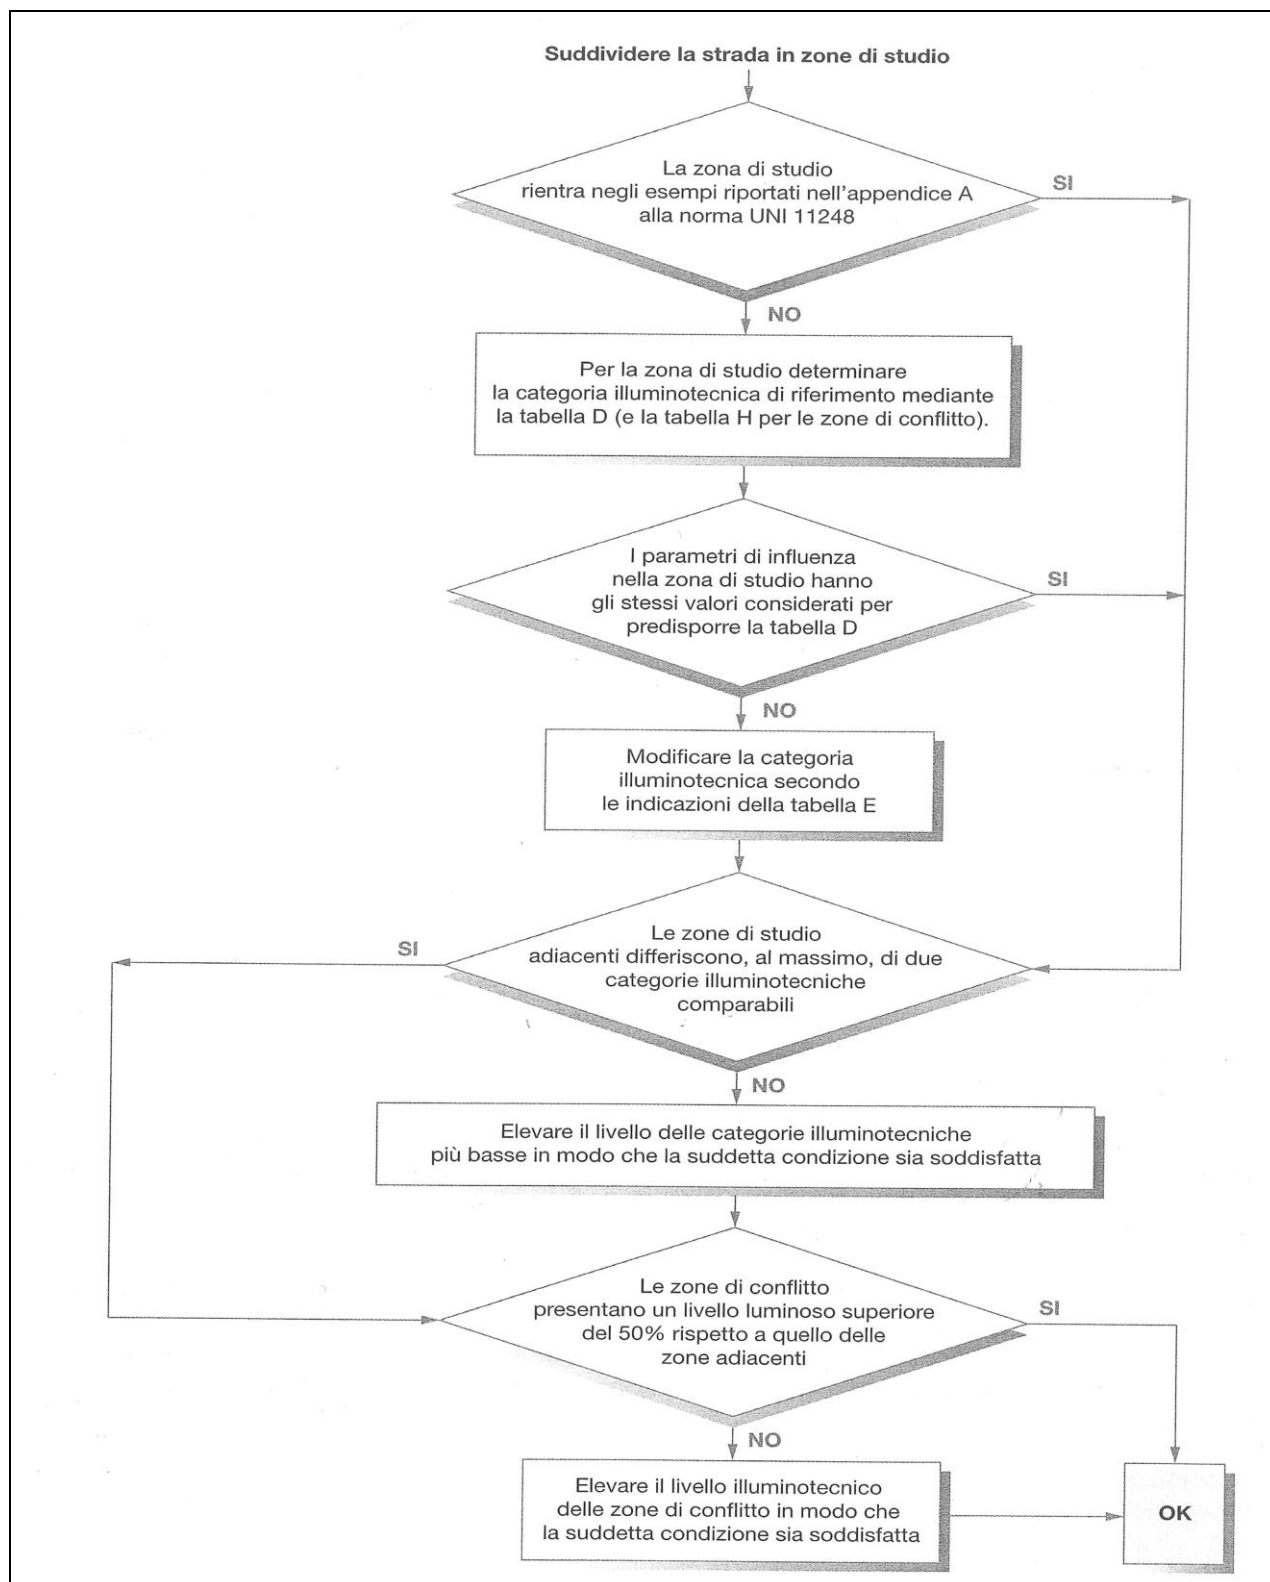 Suddividere la strada in zone di studio
La zona di studio
rientra negli esempi riportati nell'appendice A
alla norma UNI 11248
SI
NO
Per la zona di studio determinare
la categoria illuminotecnica di riferimento mediante
la tabella D (e la tabella H per le zone di conflitto).
I parametri di influenza
nella zona di studio hanno
gli stessi valori considerati per
predisporre la tabella D
SI
NO
Modificare la categoria
illuminotecnica secondo
le indicazioni della tabella E
Le zone di studio
adiacenti differiscono, al massimo, di due
categorie illuminotecniche
comparabili
SI
NO
Elevare il livello delle categorie illuminotecniche
più basse in modo che la suddetta condizione sia soddisfatta
Le zone di conflitto
presentano un livello luminoso superiore
del 50% rispetto a quello delle
zone adiacenti
SI
NO
Elevare il livello illuminotecnico
delle zone di conflitto in modo che
la suddetta condizione sia soddisfatta
OK